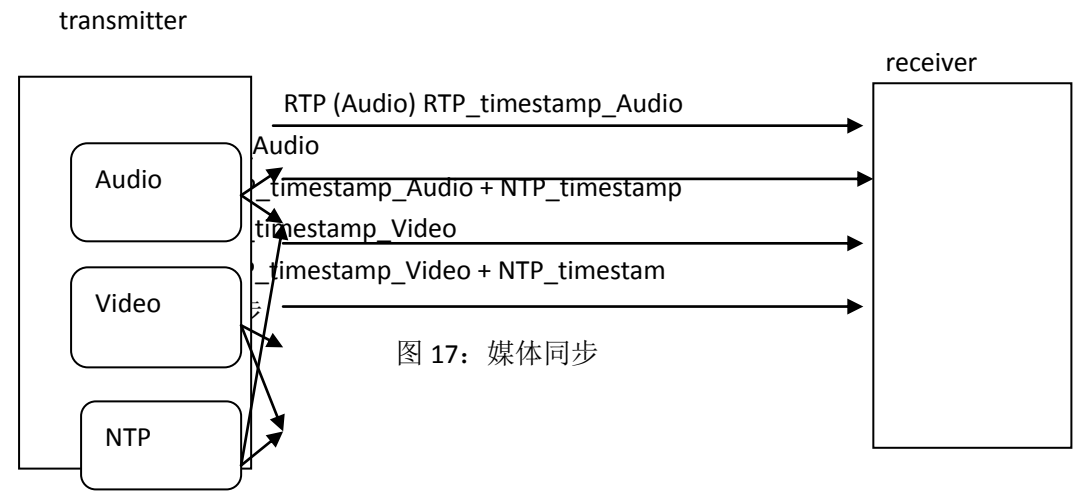 transmitter
receiver
RTP (Audio) RTP_timestamp_Audio
Audio
Audio
_timestamp_Audio + NTP_timestamp
_timestamp_Video
_timestamp_Video + NTP_timestam
Video
图 17：媒体同步
NTP